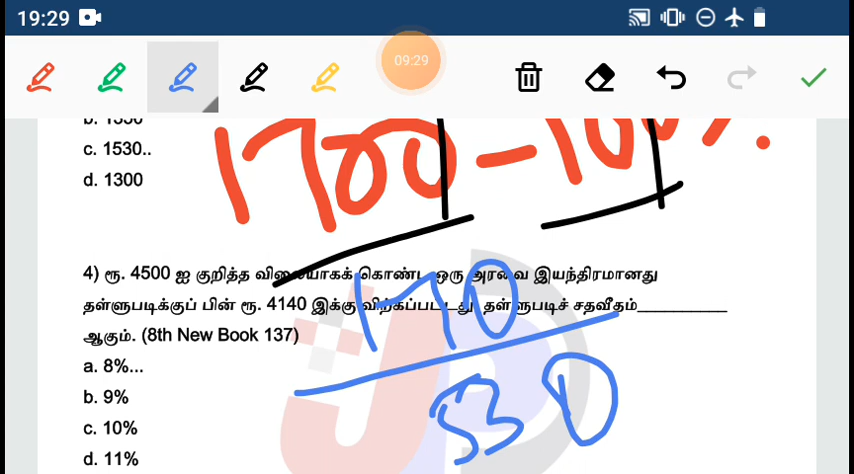 19:29
09:29
b. 1350
c. 1530..
d. 1300
1700 - 100%.
4) ரூ. 4500 ஐ குறித்த விலையாகக் கொண்ட ஒரு அரவை இயந்திரமானது
தள்ளுபடிக்குப் பின் ரூ. 4140 இக்கு விற்கப்பட்டது தள்ளுபடிச் சதவீதம்__________
ஆகும். (8th New Book 137)
170
a. 8%...
b. 9%
530
c. 10%
d. 11%